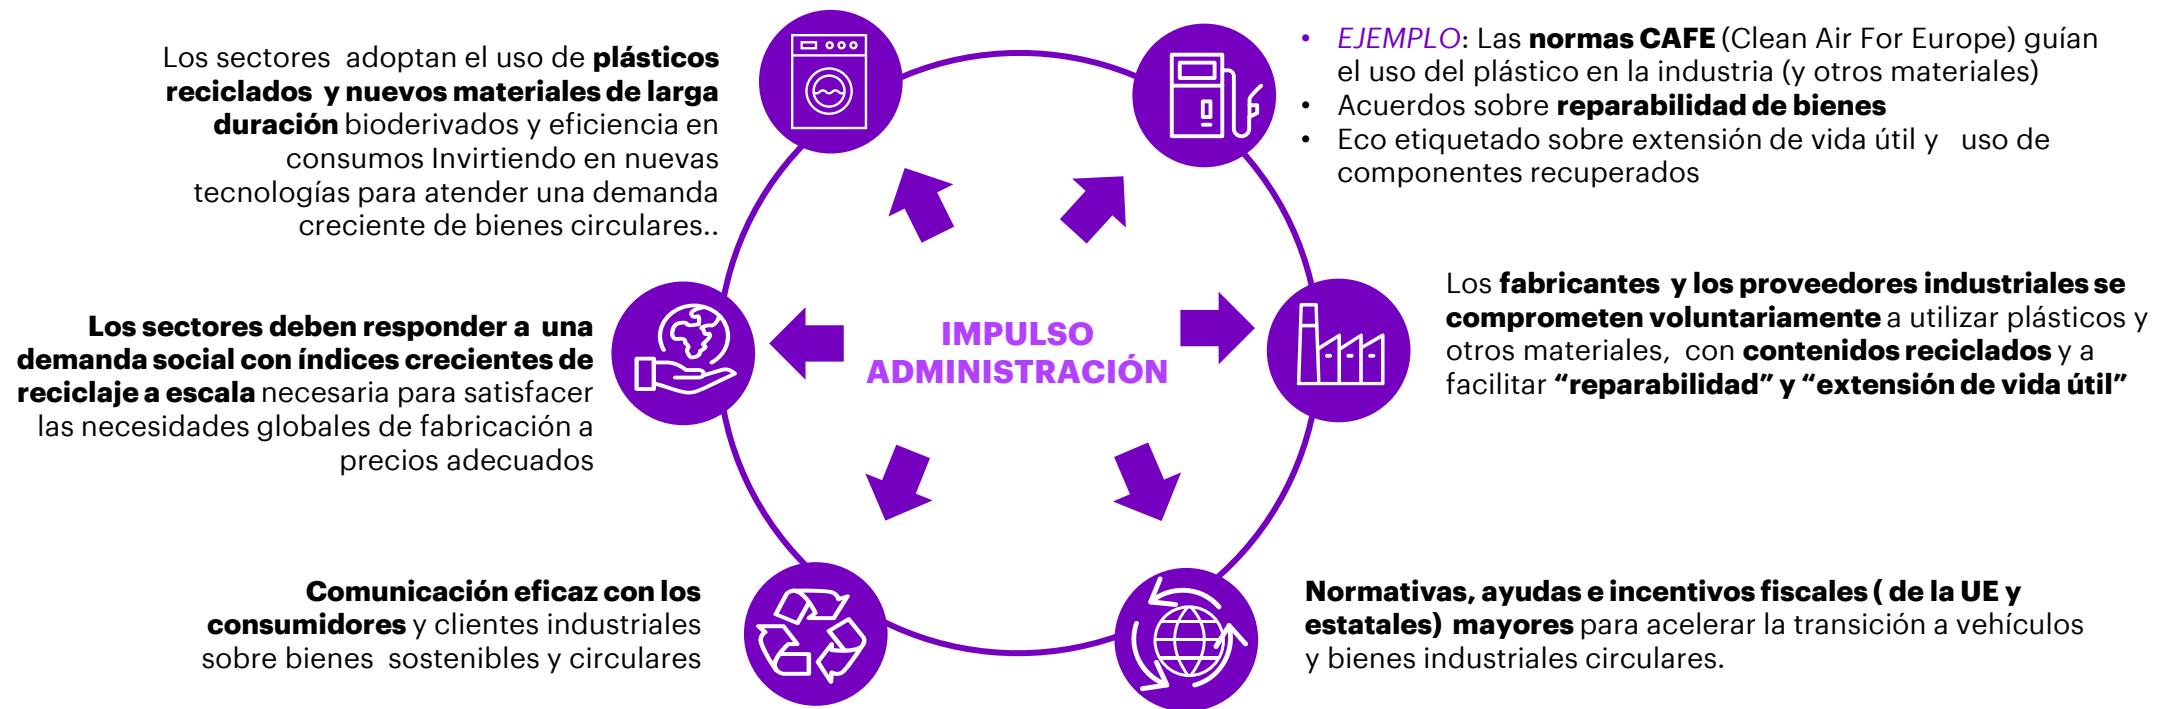 Los sectores adoptan el uso de plásticos
reciclados y nuevos materiales de larga
duración bioderivados y eficiencia en
consumos Invirtiendo en nuevas
tecnologías para atender una demanda
creciente de bienes circulares..
• EJEMPLO: Las normas CAFE (Clean Air For Europe) guían
el uso del plástico en la industria (y otros materiales)
• Acuerdos sobre reparabilidad de bienes
• Eco etiquetado sobre extensión de vida útil y uso de
componentes recuperados
Los sectores deben responder a una
demanda social con índices crecientes de
reciclaje a escala necesaria para satisfacer
las necesidades globales de fabricación a
precios adecuados
IMPULSO
ADMINISTRACIÓN
Los fabricantes y los proveedores industriales se
comprometen voluntariamente a utilizar plásticos y
otros materiales, con contenidos reciclados y a
facilitar “reparabilidad” y “extensión de vida útil”
Comunicación eficaz con los
consumidores y clientes industriales
sobre bienes sostenibles y circulares
Normativas, ayudas e incentivos fiscales ( de la UE y
estatales) mayores para acelerar la transición a vehículos
y bienes industriales circulares.